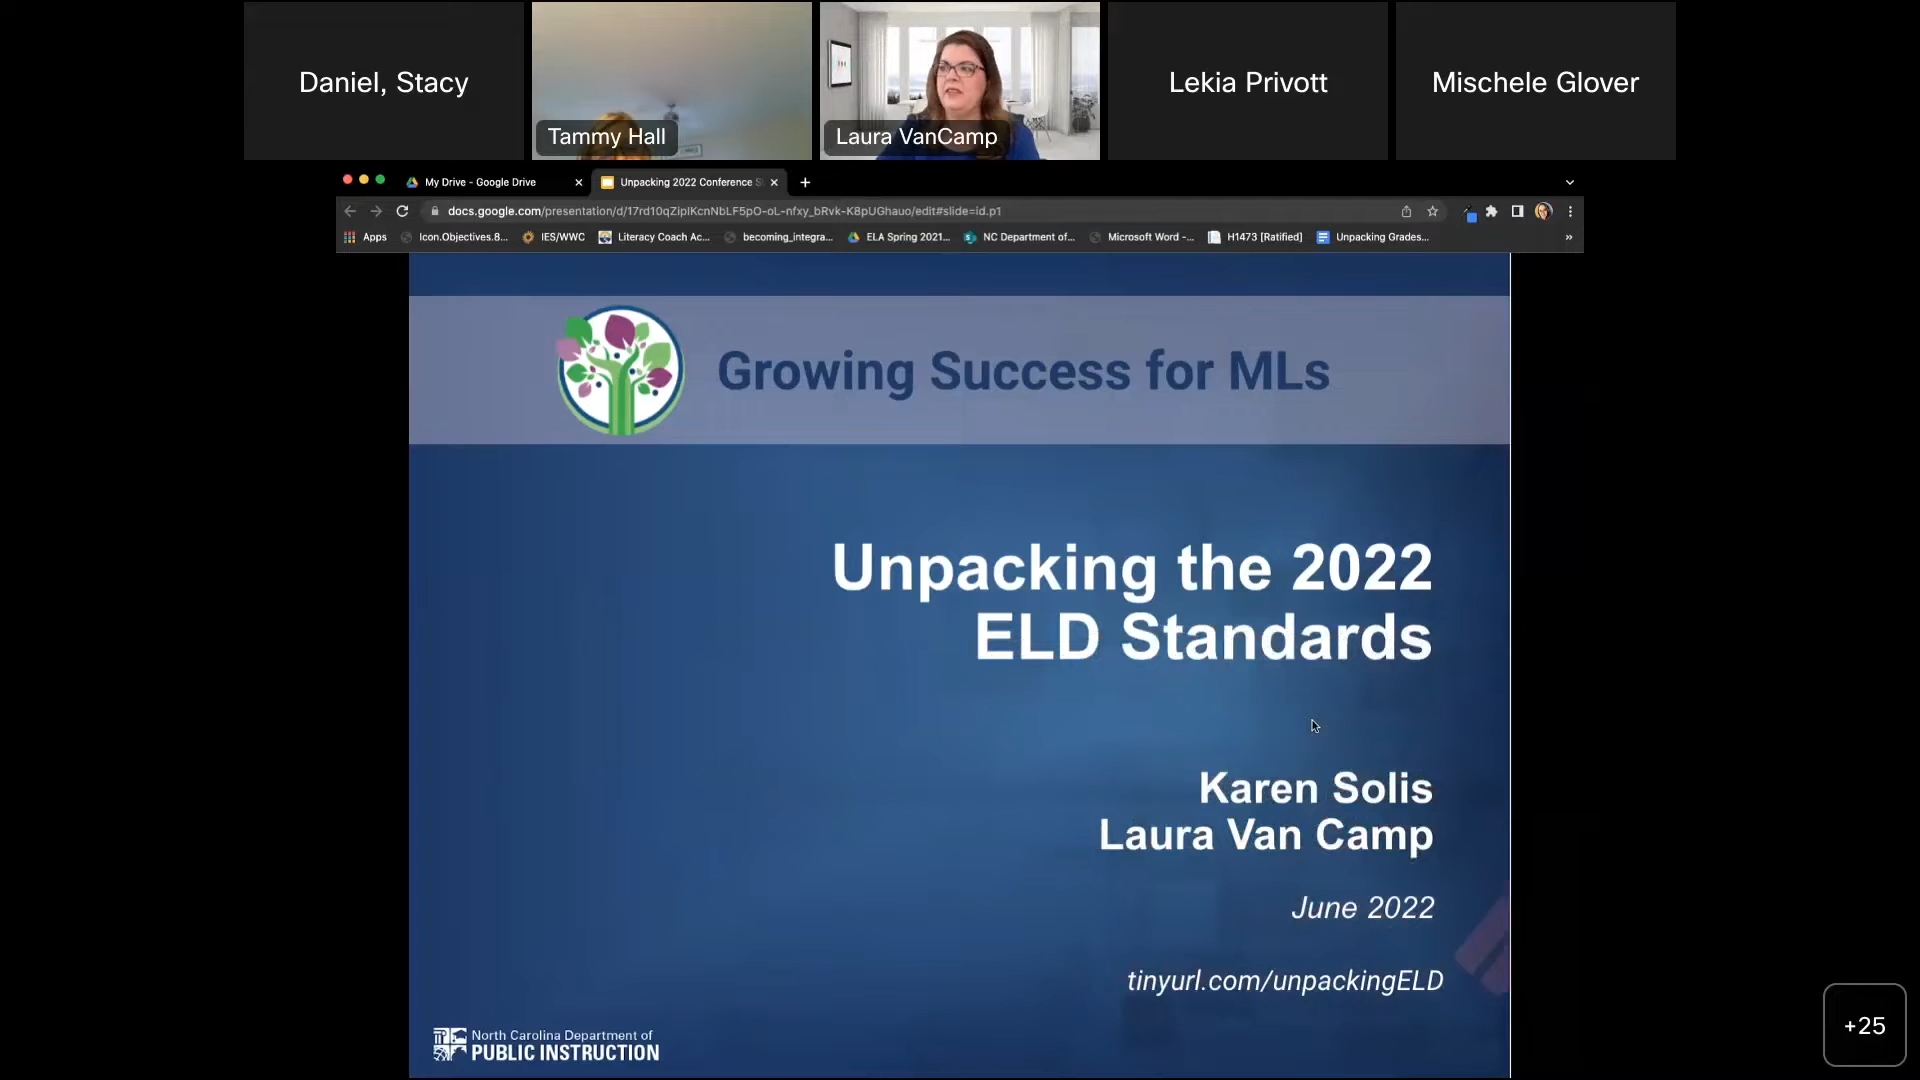 Daniel, Stacy
Tammy Hall
Laura VanCamp
Lekia Privott
Mischele Glover
My Drive - Google Drive
Unpacking 2022 Conference S
docs.google.com/presentation/d/17rd10qZipIKcnNbLF5pO-oL-nfxy_bRvk-K8pUGhauo/edit#slide=id.p1
Apps
Icon.Objectives.8...
IES/WWC
Literacy Coach Ac...
becoming_integra...
ELA Spring 2021...
NC Department of...
Microsoft Word -...
H1473 [Ratified]
Unpacking Grades...
»
Growing Success for MLs
Unpacking the 2022
ELD Standards
Karen Solis
Laura Van Camp
June 2022
tinyurl.com/unpackingELD
North Carolina Department of
PUBLIC INSTRUCTION
+25